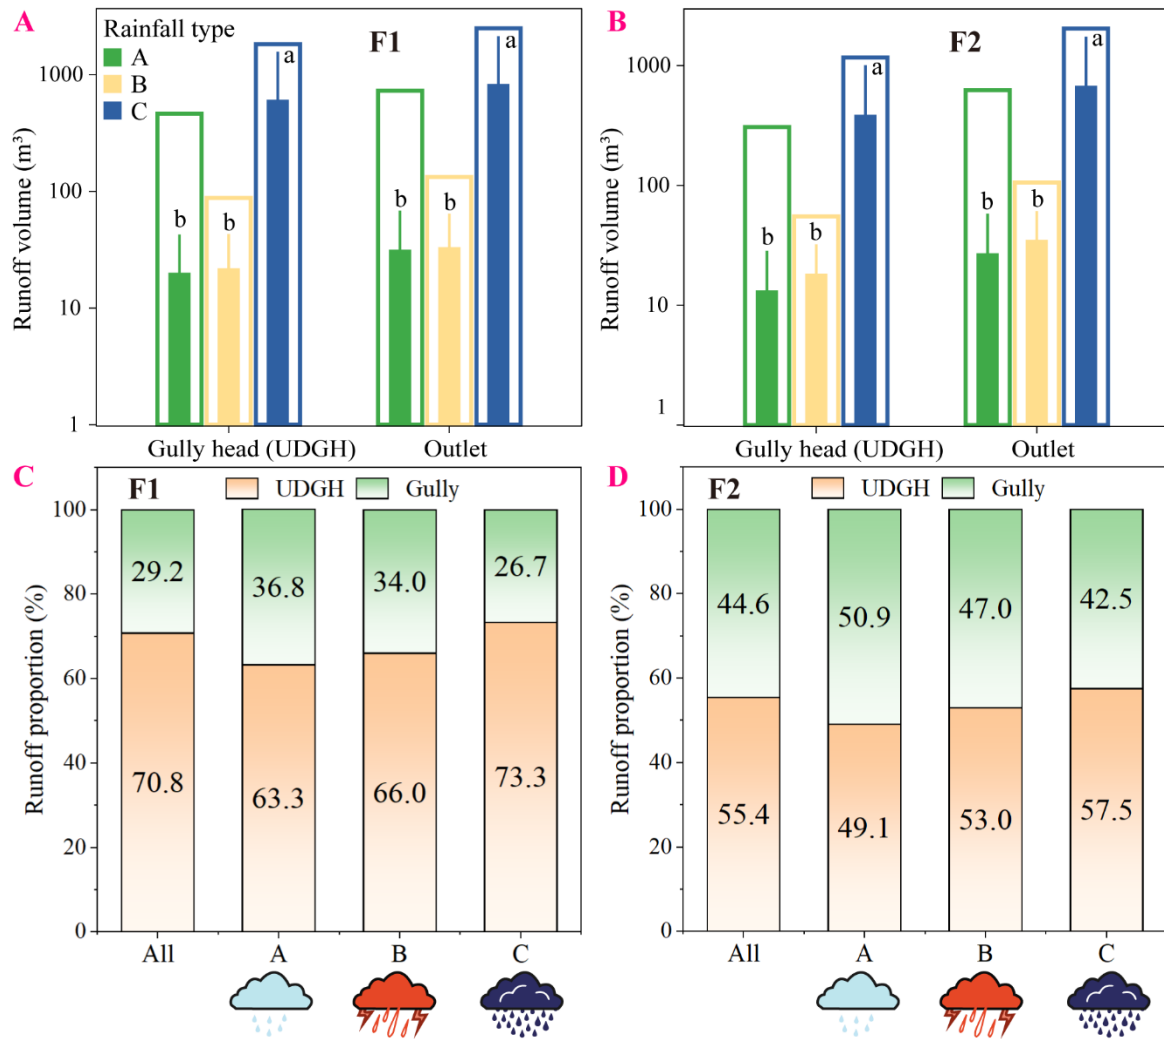 A
Rainfall type
A
B
C
F1
Runoff volume (m³)
1000
100
10
1
b
b
a
b
b
a
Gully head (UDGH)
Outlet
B
F2
Runoff volume (m³)
1000
100
10
1
b
b
a
b
b
a
Gully head (UDGH)
Outlet
C
F1
UDGH
Gully
Runoff proportion (%)
100
80
60
40
20
0
29.2
36.8
34.0
26.7
70.8
63.3
66.0
73.3
All
A
B
C
D
F2
UDGH
Gully
Runoff proportion (%)
100
80
60
40
20
0
44.6
50.9
47.0
42.5
55.4
49.1
53.0
57.5
All
A
B
C